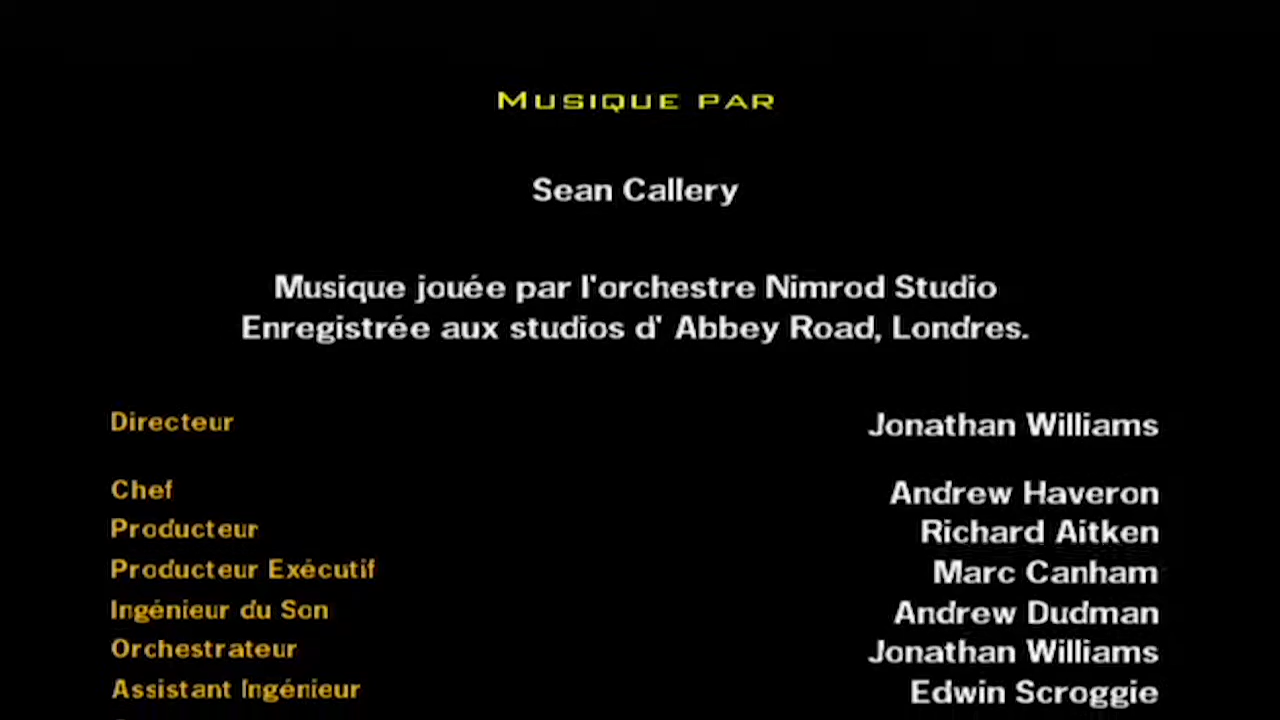 MUSIQUE PAR
Sean Callery
Musique jouée par l'orchestre Nimrod Studio
Enregistrée aux studios d' Abbey Road, Londres.
Directeur Jonathan Williams
Chef Andrew Haveron
Producteur Richard Aitken
Producteur Exécutif Marc Canham
Ingénieur du Son Andrew Dudman
Orchestrateur Jonathan Williams
Assistant Ingénieur Edwin Scroggie